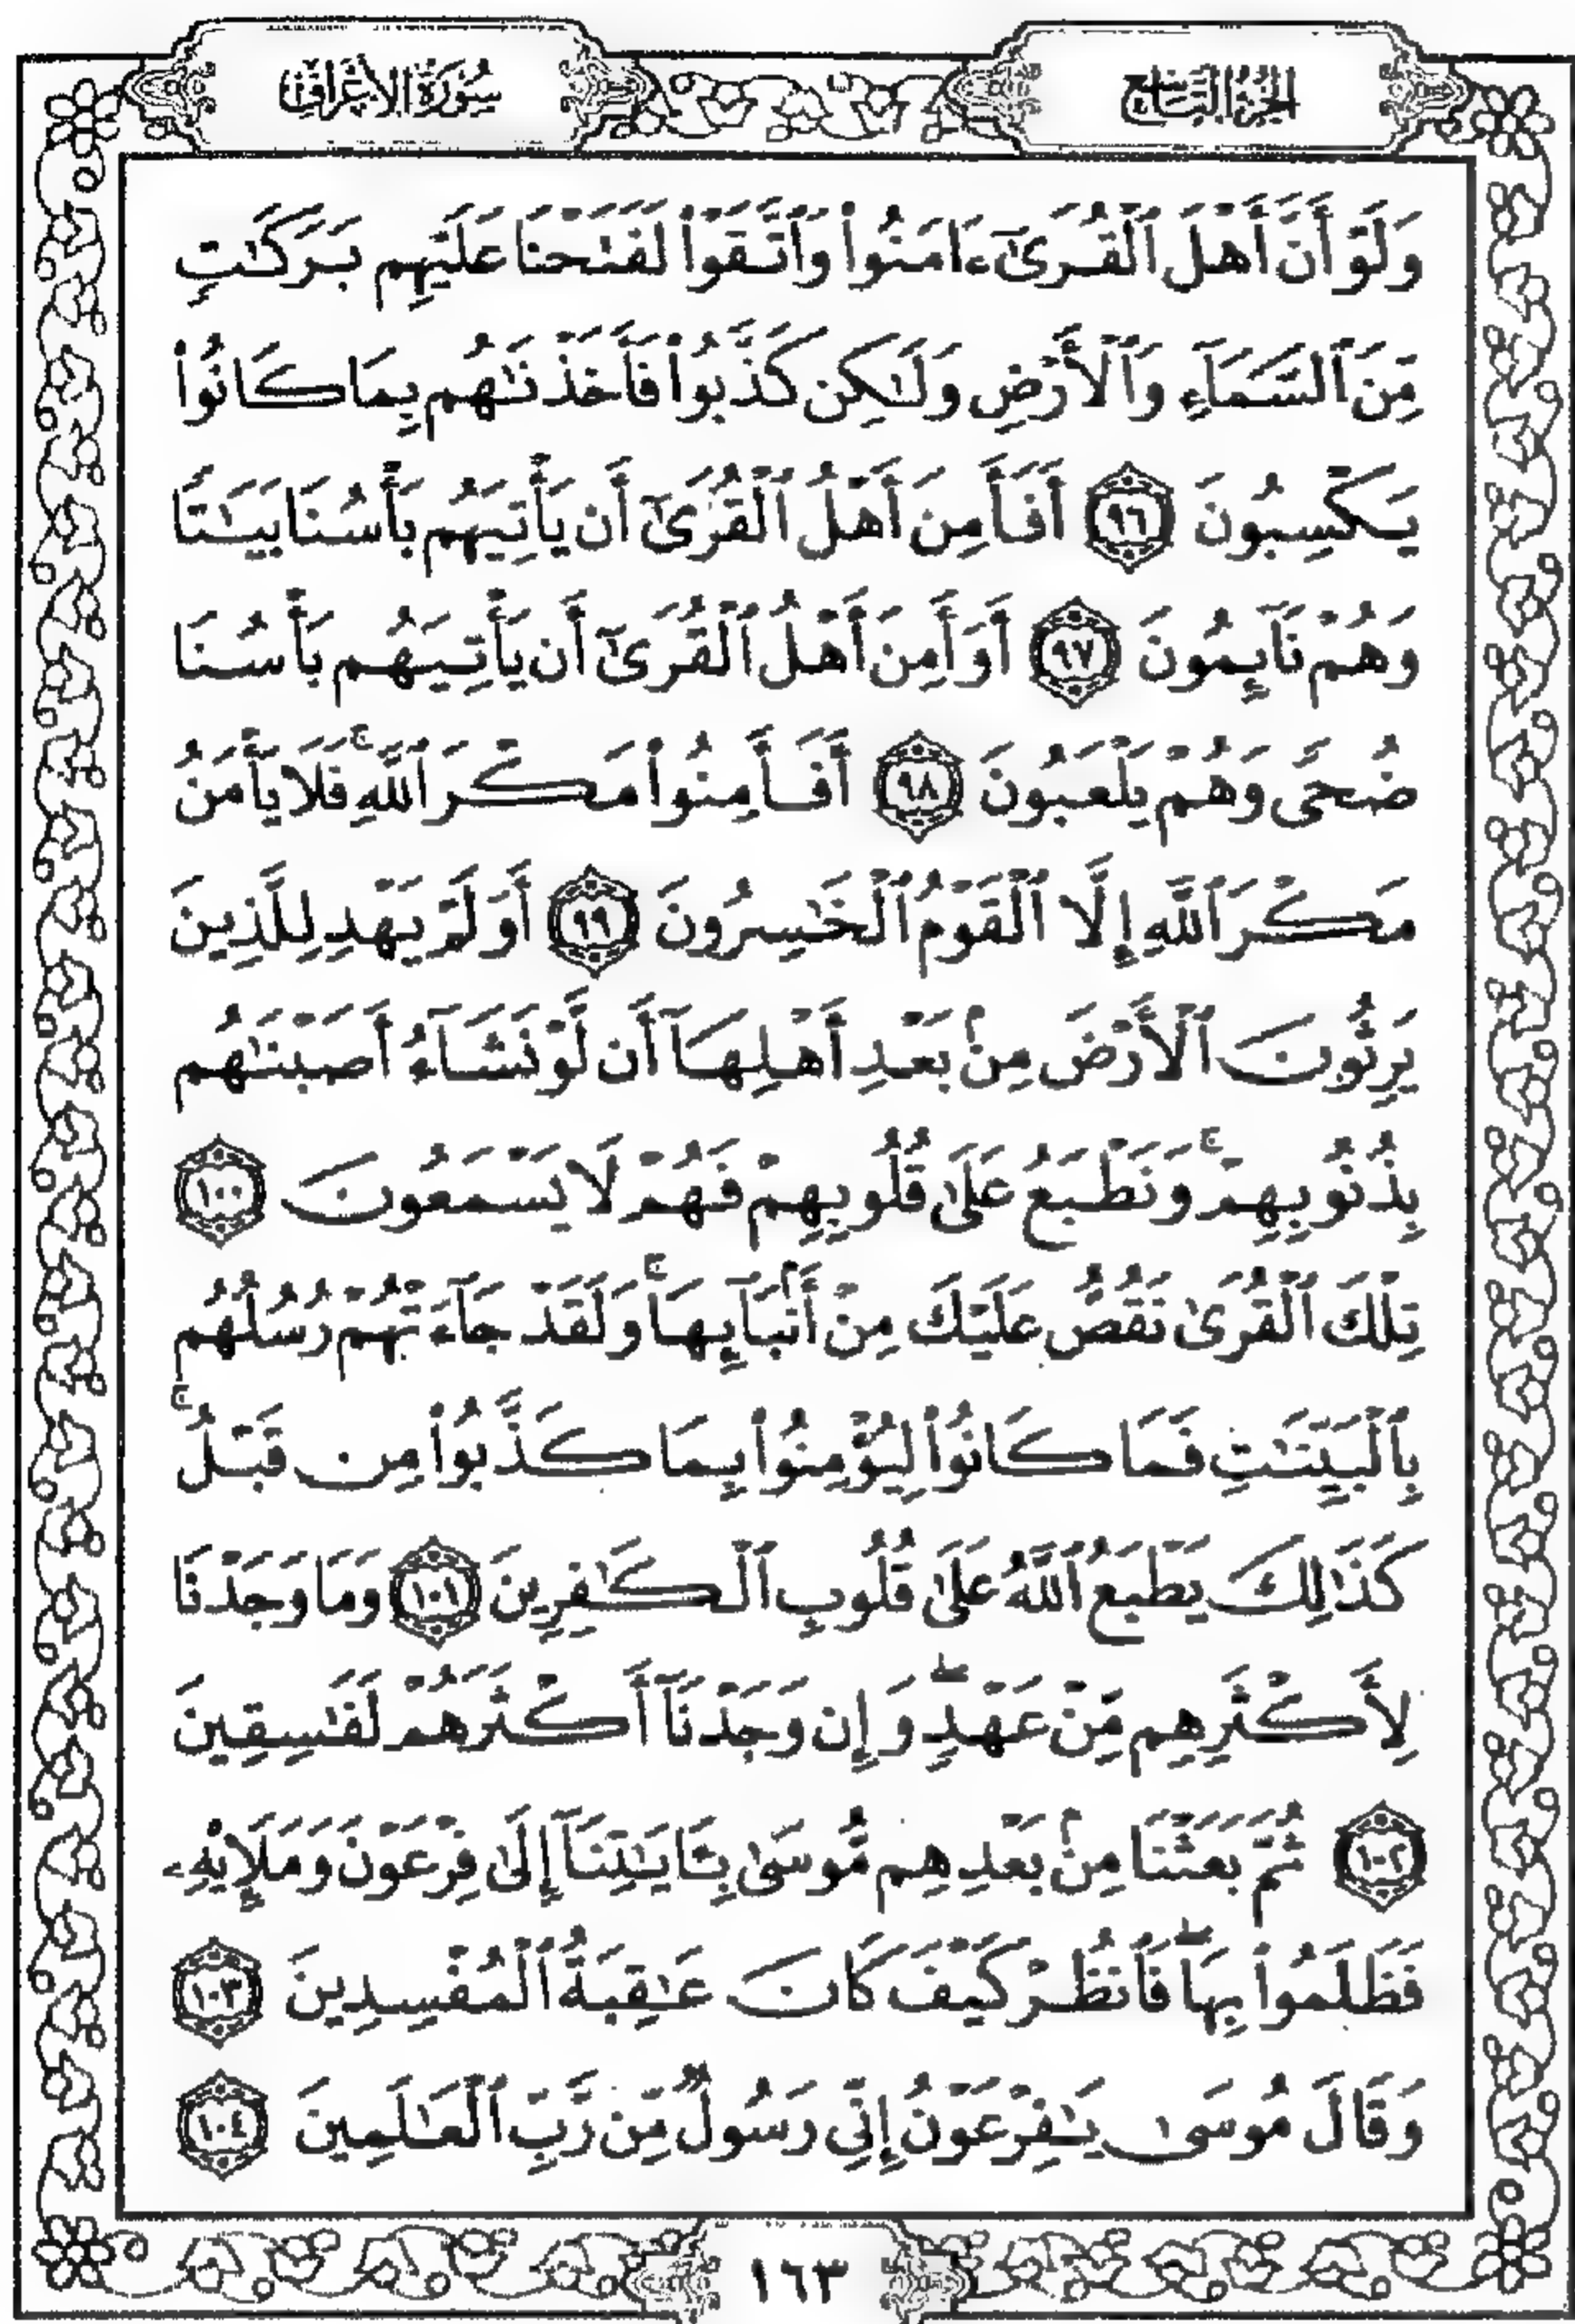 الجزء التاسع
سورة الأعراف
وَلَوْ أَنَّ أَهْلَ ٱلْقُرَىٰٓ ءَامَنُوا۟ وَٱتَّقَوْا۟ لَفَتَحْنَا عَلَيْهِم بَرَكَٰتٍ
مِّنَ ٱلسَّمَآءِ وَٱلْأَرْضِ وَلَٰكِن كَذَّبُوا۟ فَأَخَذْنَٰهُم بِمَا كَانُوا۟
يَكْسِبُونَ ٩٦ أَفَأَمِنَ أَهْلُ ٱلْقُرَىٰٓ أَن يَأْتِيَهُم بَأْسُنَا بَيَٰتًا
وَهُمْ نَآئِمُونَ ٩٧ أَوَأَمِنَ أَهْلُ ٱلْقُرَىٰٓ أَن يَأْتِيَهُم بَأْسُنَا
ضُحًى وَهُمْ يَلْعَبُونَ ٩٨ أَفَأَمِنُوا۟ مَكْرَ ٱللَّهِ ۚ فَلَا يَأْمَنُ
مَكْرَ ٱللَّهِ إِلَّا ٱلْقَوْمُ ٱلْخَٰسِرُونَ ٩٩ أَوَلَمْ يَهْدِ لِلَّذِينَ
يَرِثُونَ ٱلْأَرْضَ مِنۢ بَعْدِ أَهْلِهَآ أَن لَّوْ نَشَآءُ أَصَبْنَٰهُم
بِذُنُوبِهِمْ ۚ وَنَطْبَعُ عَلَىٰ قُلُوبِهِمْ فَهُمْ لَا يَسْمَعُونَ ١٠٠
تِلْكَ ٱلْقُرَىٰ نَقُصُّ عَلَيْكَ مِنْ أَنۢبَآئِهَا ۚ وَلَقَدْ جَآءَتْهُمْ رُسُلُهُم
بِٱلْبَيِّنَٰتِ فَمَا كَانُوا۟ لِيُؤْمِنُوا۟ بِمَا كَذَّبُوا۟ مِن قَبْلُ ۚ
كَذَٰلِكَ يَطْبَعُ ٱللَّهُ عَلَىٰ قُلُوبِ ٱلْكَٰفِرِينَ ١٠١ وَمَا وَجَدْنَا
لِأَكْثَرِهِم مِّنْ عَهْدٍ ۖ وَإِن وَجَدْنَآ أَكْثَرَهُمْ لَفَٰسِقِينَ
١٠٢ ثُمَّ بَعَثْنَا مِنۢ بَعْدِهِم مُّوسَىٰ بِـَٔايَٰتِنَآ إِلَىٰ فِرْعَوْنَ وَمَلَإِي۟هِۦ
فَظَلَمُوا۟ بِهَا ۖ فَٱنظُرْ كَيْفَ كَانَ عَٰقِبَةُ ٱلْمُفْسِدِينَ ١٠٣
وَقَالَ مُوسَىٰ يَٰفِرْعَوْنُ إِنِّى رَسُولٌ مِّن رَّبِّ ٱلْعَٰلَمِينَ ١٠٤
١٦٣